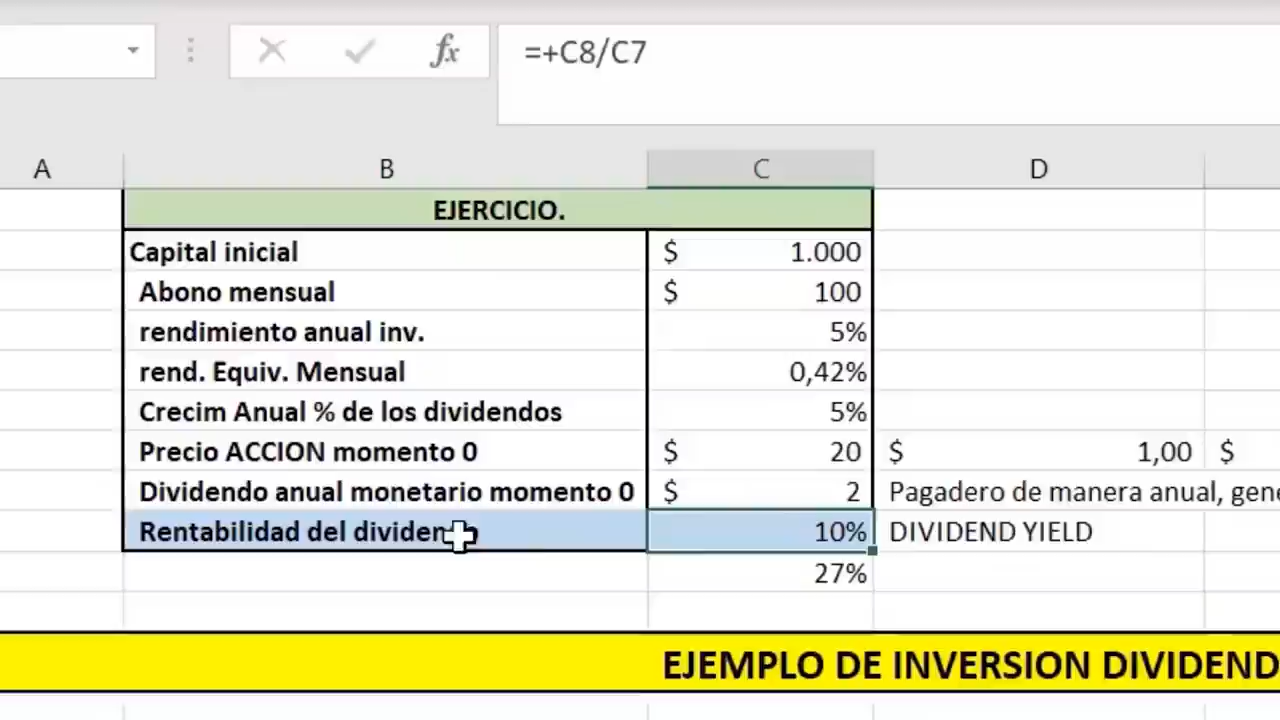 fx =+C8/C7
A B C D
EJERCICIO.
Capital inicial $ 1.000
Abono mensual $ 100
rendimiento anual inv. 5%
rend. Equiv. Mensual 0,42%
Crecim Anual % de los dividendos 5%
Precio ACCION momento 0 $ 20 $ 1,00 $
Dividendo anual monetario momento 0 $ 2 Pagadero de manera anual, gene
Rentabilidad del 10% DIVIDEND YIELD
27%
EJEMPLO DE INVERSION DIVIDEND